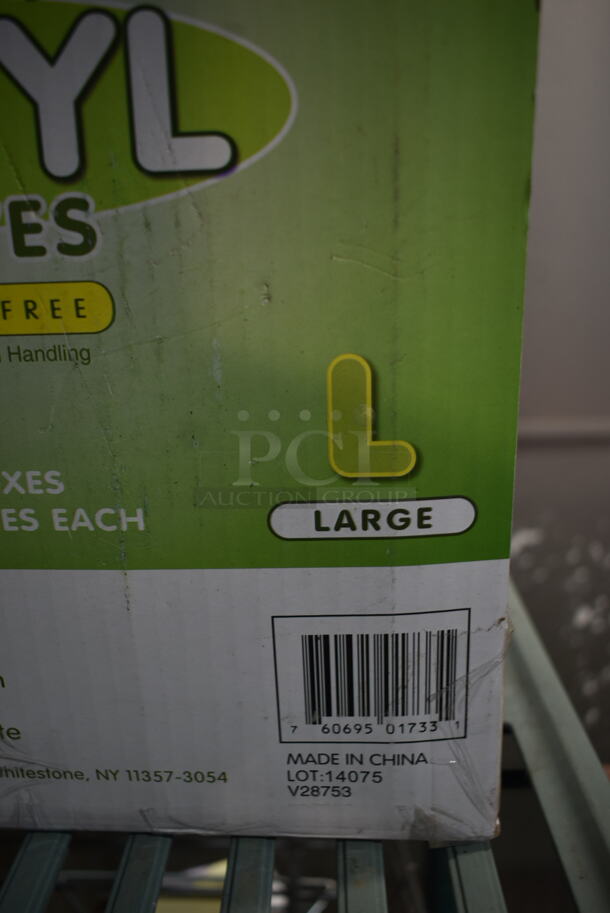 YL
ES
FREE
Handling
L
PCI
AUCTION GROUP
LARGE
XES
ES EACH
7 60695 01733 1
MADE IN CHINA
LOT:14075
V28753
te
hitestone, NY 11357-3054